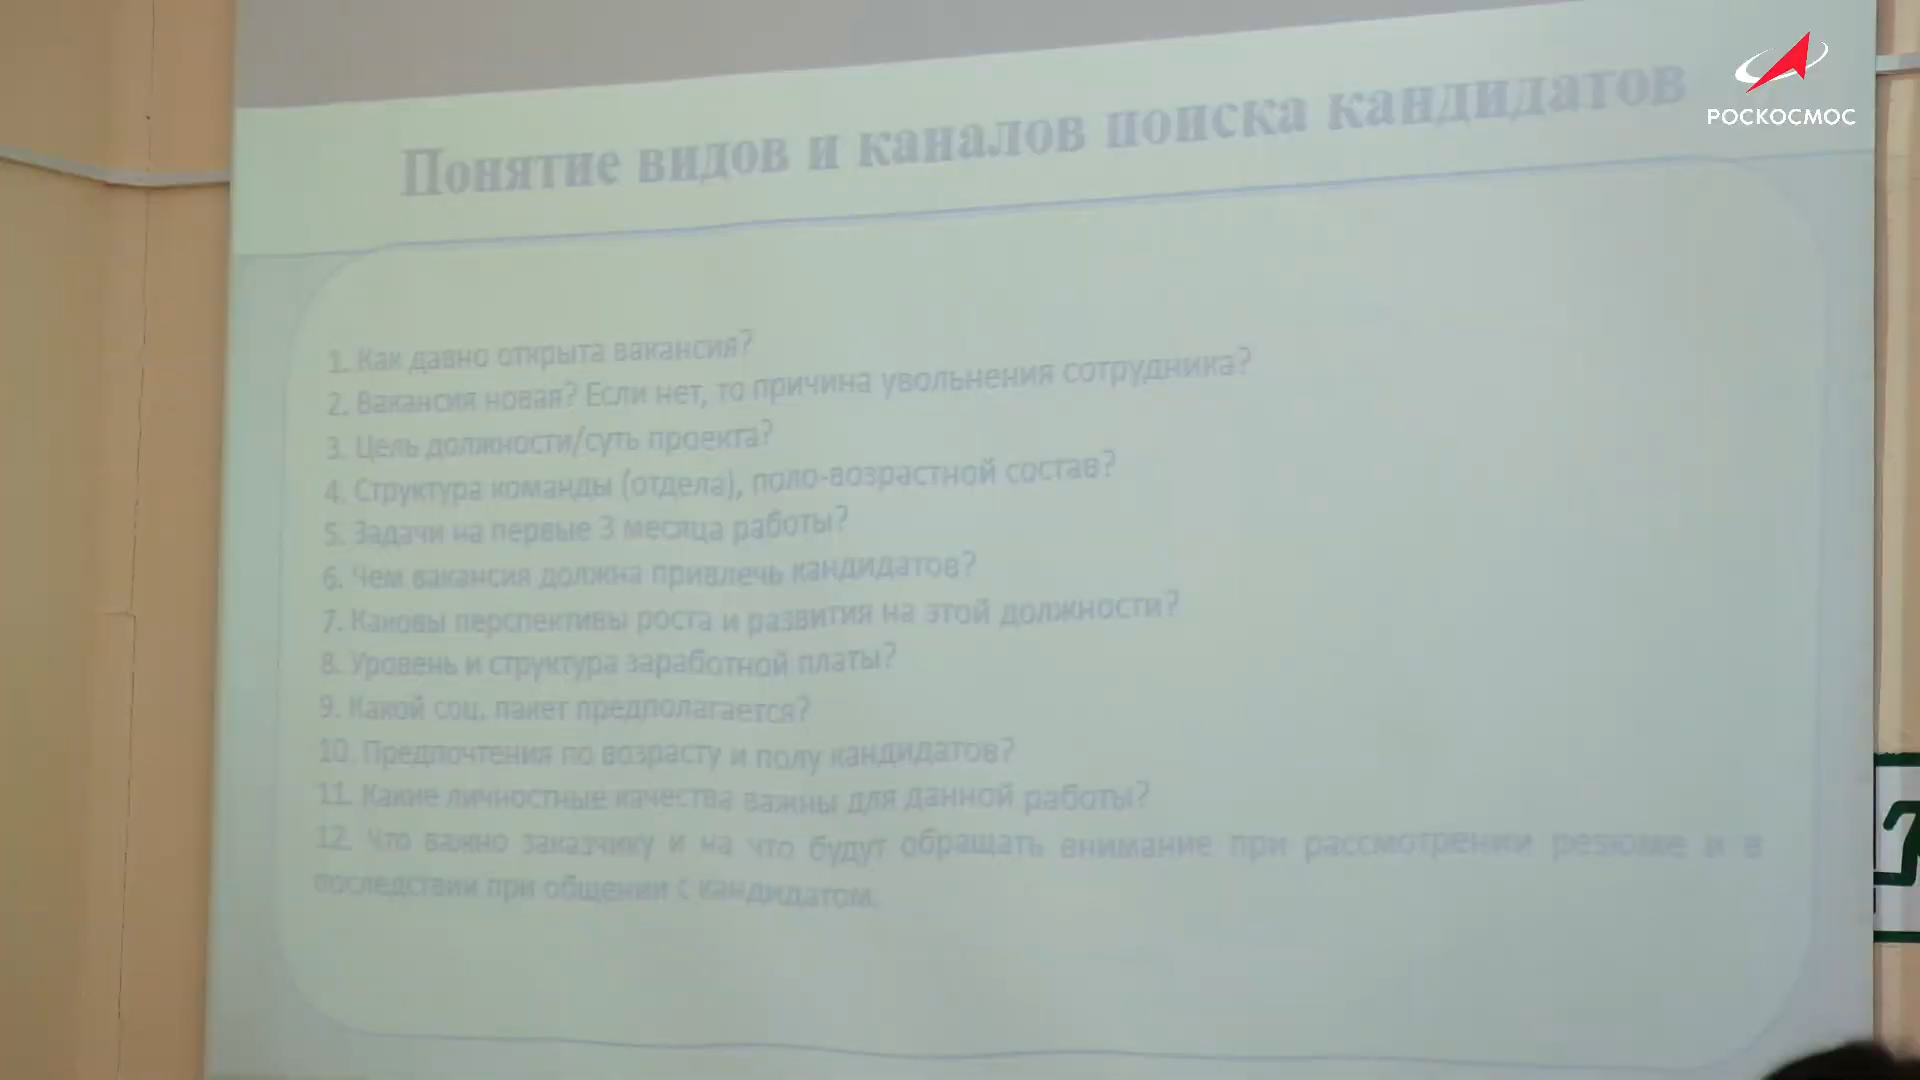 РОСКОСМОС
Понятие видов и каналов поиска кандидатов
1. Как давно открыта вакансия?
2. Вакансия новая? Если нет, то причина увольнения сотрудника?
3. Цель должности/суть проекта?
4. Структура команды (отдела), поло-возрастной состав?
5. Задачи на первые 3 месяца работы?
6. Чем вакансия должна привлечь кандидатов?
7. Каковы перспективы роста и развития на этой должности?
8. Уровень и структура заработной платы?
9. Какой соц. пакет предполагается?
10. Предпочтения по возрасту и полу кандидатов?
11. Какие личностные качества важны для данной работы?
12. Что важно заказчику и на что будут обращать внимание при рассмотрении резюме и в
последствии при общении с кандидатом.